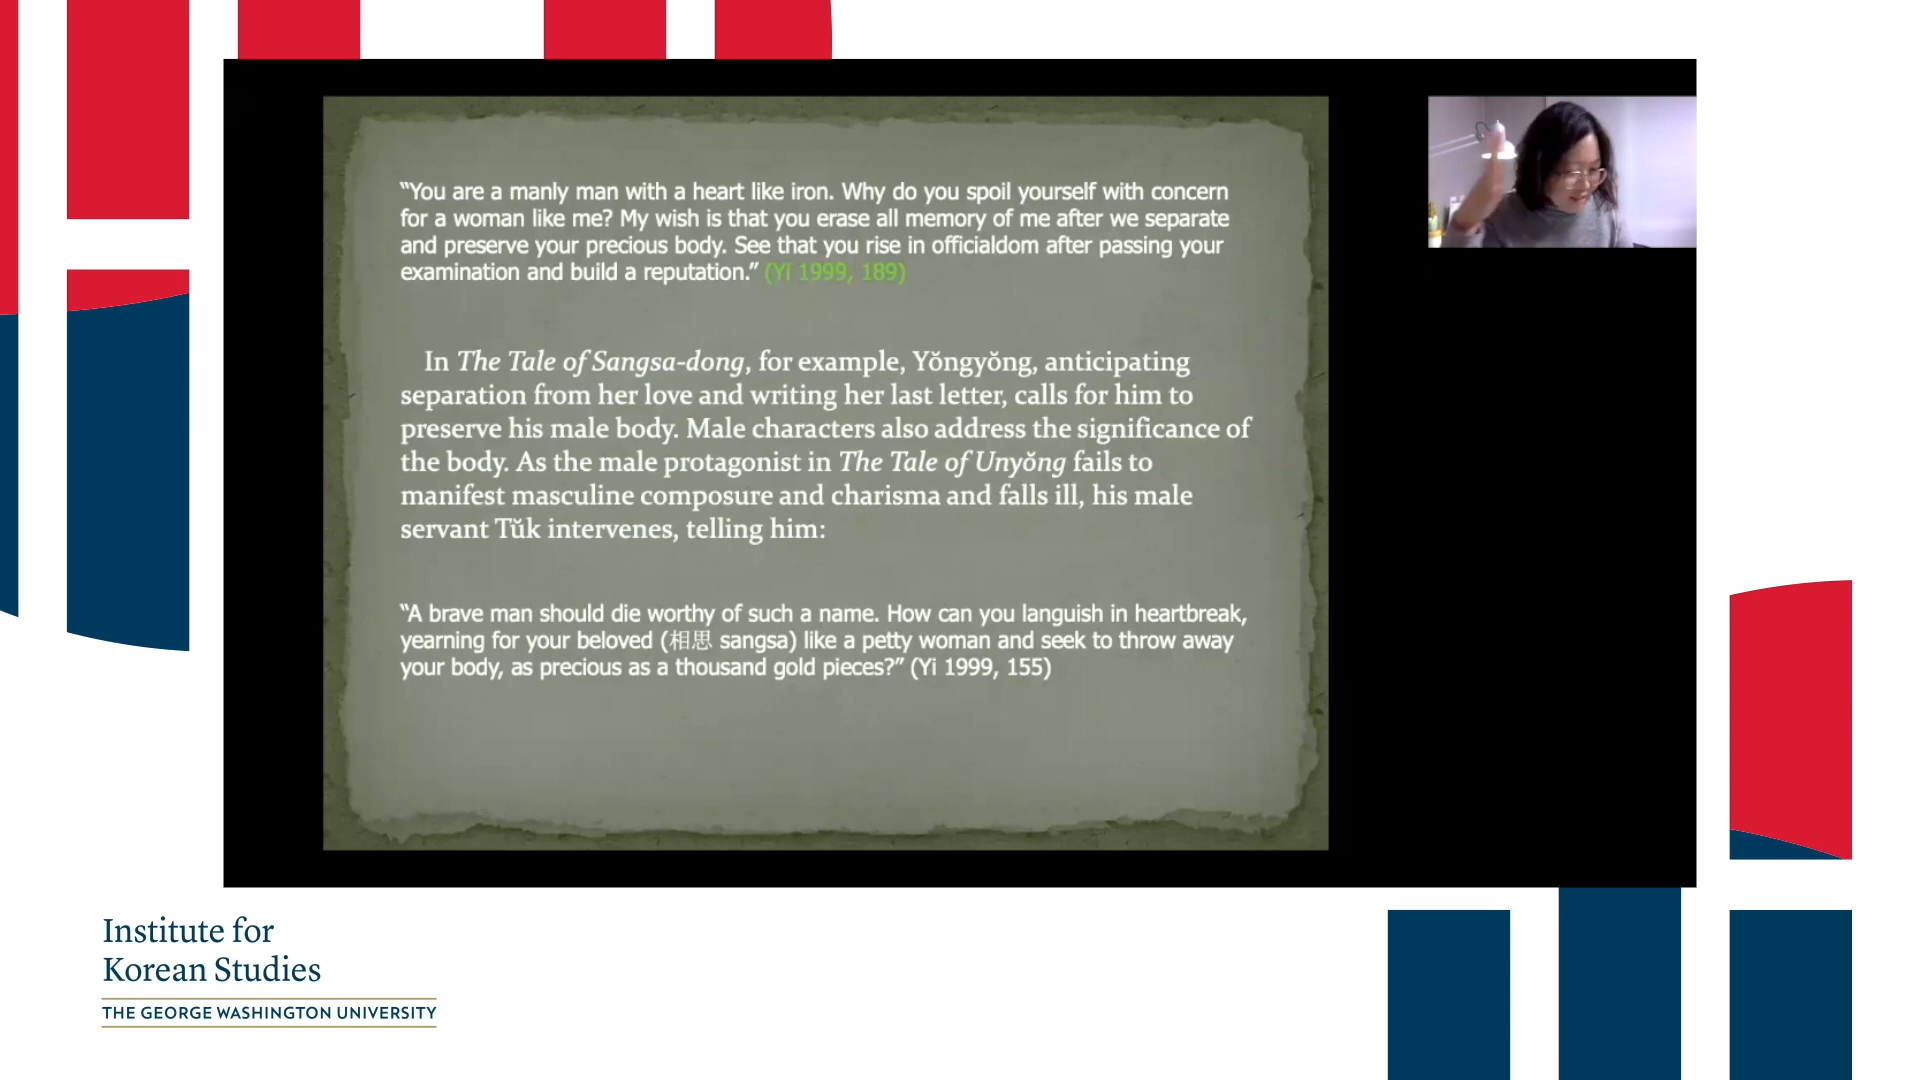 “You are a manly man with a heart like iron. Why do you spoil yourself with concern
for a woman like me? My wish is that you erase all memory of me after we separate
and preserve your precious body. See that you rise in officialdom after passing your
examination and build a reputation.” (Yi 1999, 189)
In The Tale of Sangsa-dong, for example, Yŏngyŏng, anticipating
separation from her love and writing her last letter, calls for him to
preserve his male body. Male characters also address the significance of
the body. As the male protagonist in The Tale of Unyŏng fails to
manifest masculine composure and charisma and falls ill, his male
servant Tŭk intervenes, telling him:
“A brave man should die worthy of such a name. How can you languish in heartbreak,
yearning for your beloved (相思 sangsa) like a petty woman and seek to throw away
your body, as precious as a thousand gold pieces?” (Yi 1999, 155)
Institute for
Korean Studies
THE GEORGE WASHINGTON UNIVERSITY